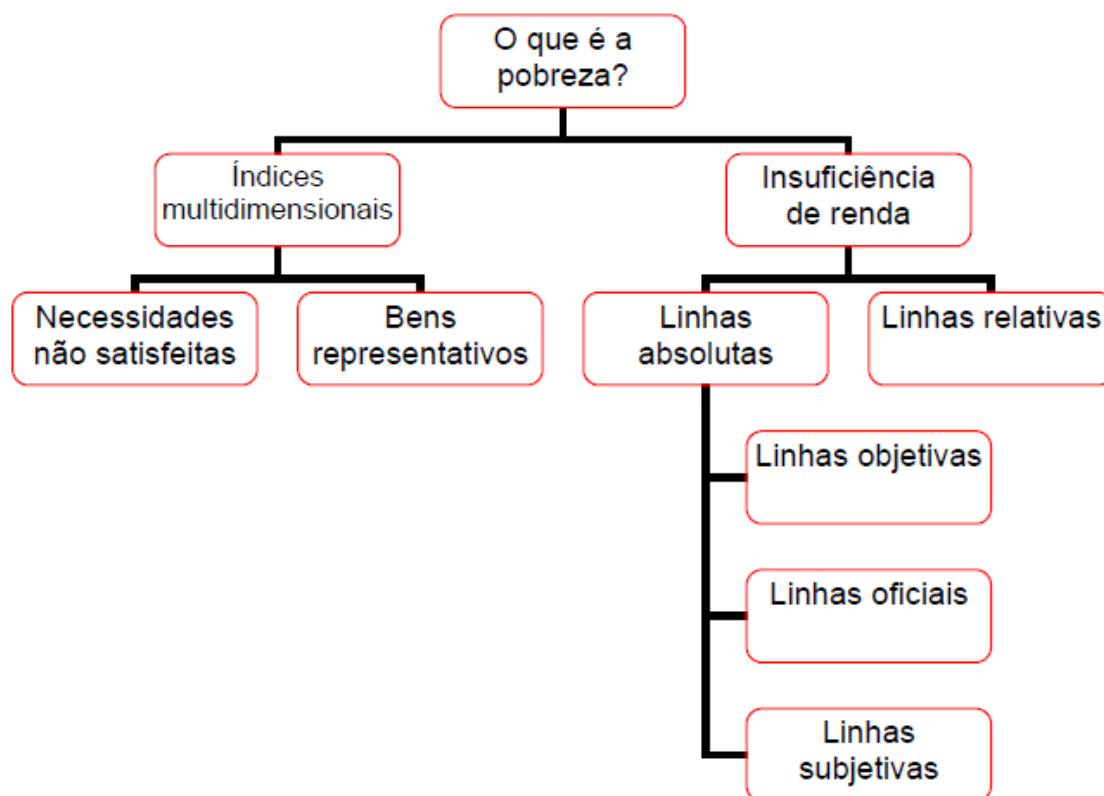 O que é a
pobreza?
Índices
multidimensionais
Insuficiência
de renda
Necessidades
não satisfeitas
Bens
representativos
Linhas
absolutas
Linhas relativas
Linhas objetivas
Linhas oficiais
Linhas
subjetivas